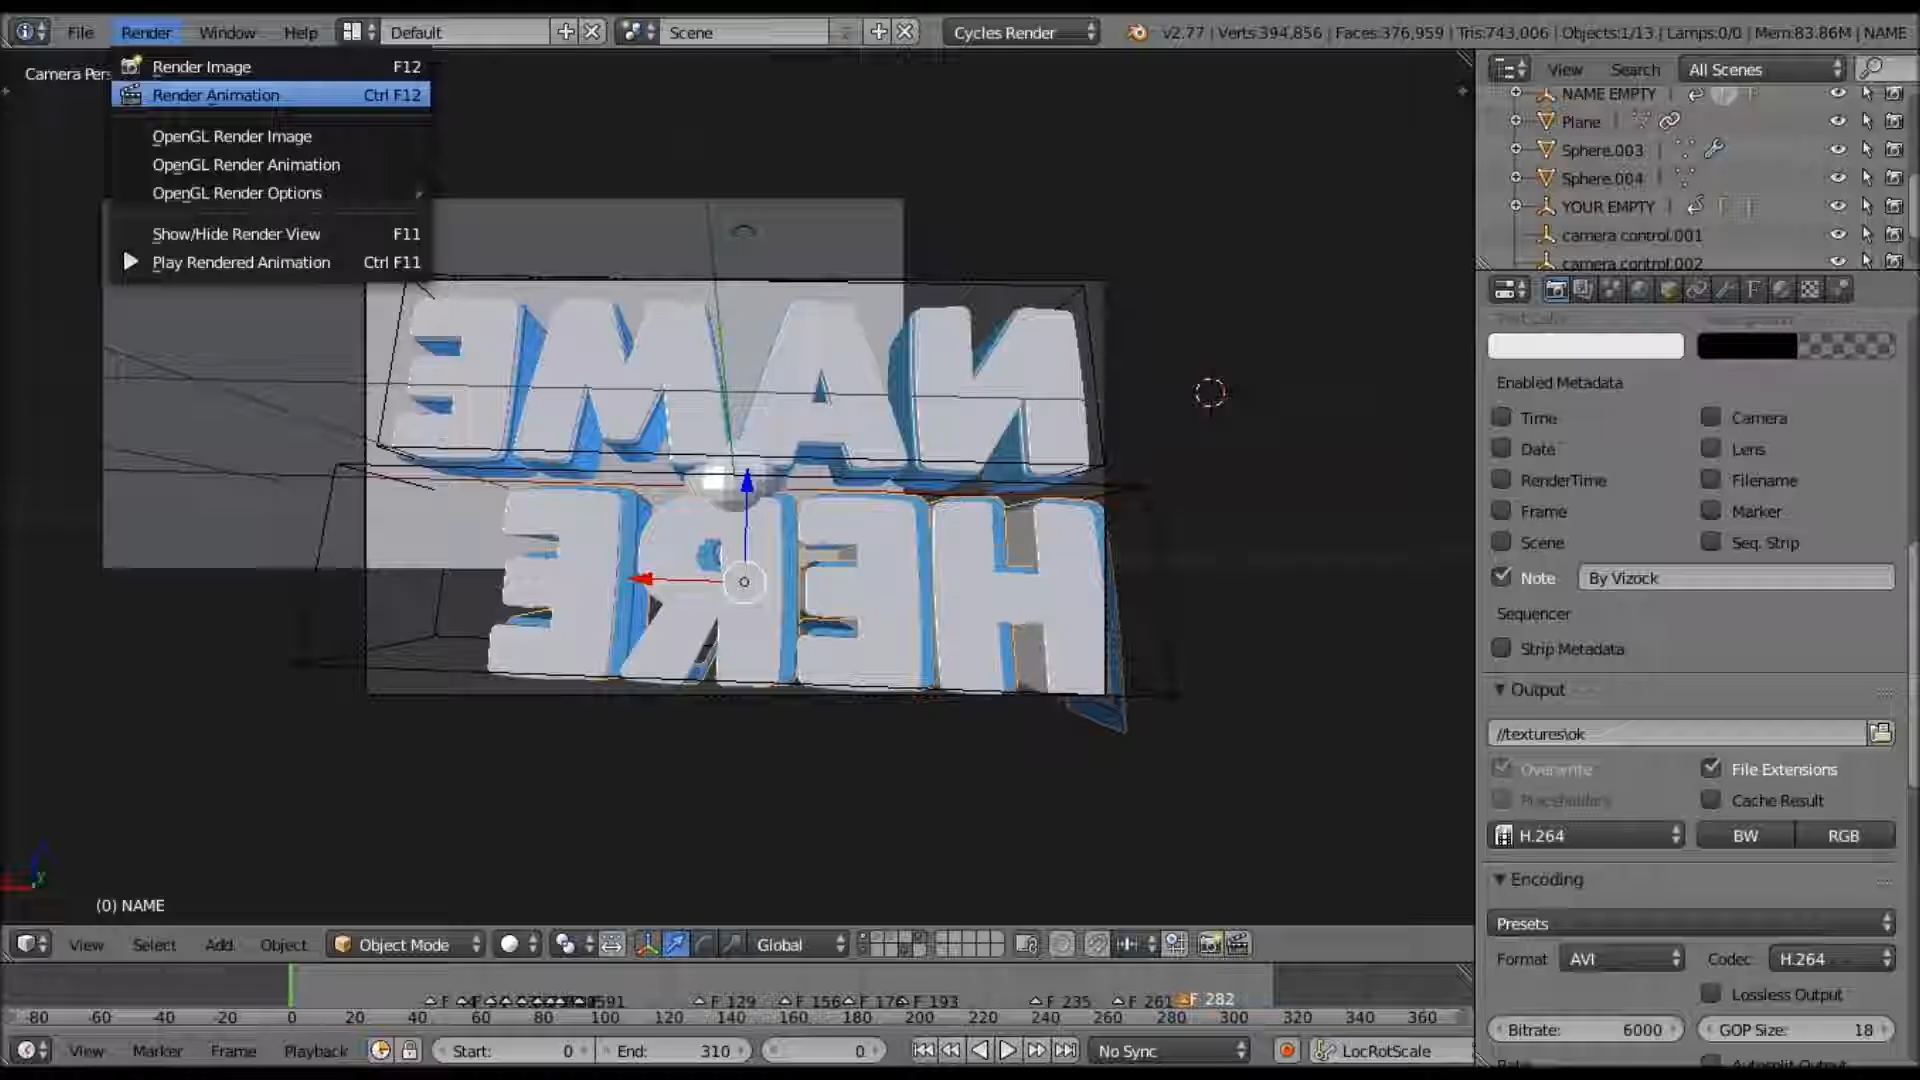 File Render Window Help Default Scene Cycles Render v2.77 | Verts:394,856 | Faces:376,959 | Tris:743,006 | Objects:1/13 | Lamps:0/0 | Mem:83.86M | NAME
Camera Pers
Render Image F12
Render Animation Ctrl F12
OpenGL Render Image
OpenGL Render Animation
OpenGL Render Options
Show/Hide Render View F11
Play Rendered Animation Ctrl F11
NAME
HERE
(0) NAME
View Search All Scenes
NAME EMPTY
Plane
Sphere.003
Sphere.004
YOUR EMPTY
camera control.001
camera control.002
Enabled Metadata
Time Camera
Date Lens
RenderTime Filename
Frame Marker
Scene Seq. Strip
Note By Vizock
Sequencer
Strip Metadata
Output
//textures\ok
Overwrite File Extensions
Placeholders Cache Result
H.264 BW RGB
Encoding
Presets
Format AVI Codec H.264
Lossless Output
Bitrate: 6000 GOP Size: 18
Autosplit Output
View Select Add Object Object Mode Global
F 129 F 156 F 176 F 193 F 235 F 261 F 282
-80 -60 -40 -20 0 20 40 60 80 100 120 140 160 180 200 220 240 260 280 300 320 340 360
View Marker Frame Playback Start: 0 End: 310 0 No Sync LocRotScale